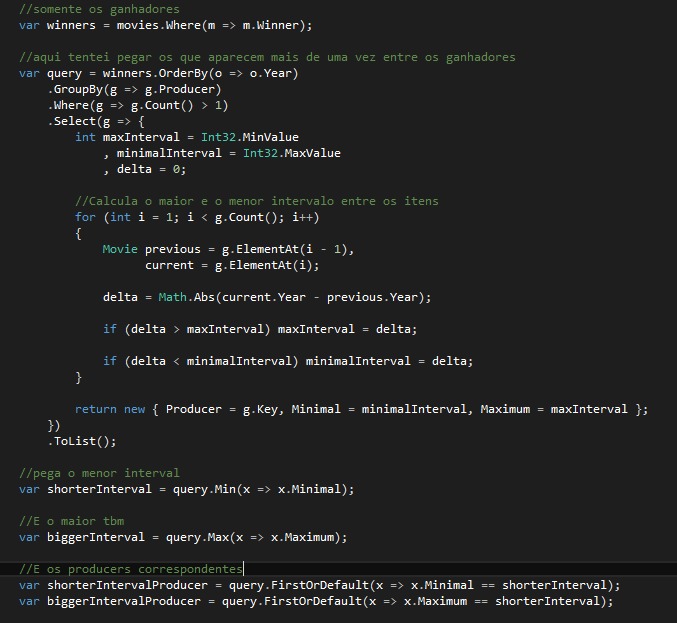 //somente os ganhadores
var winners = movies.Where(m => m.Winner);
//aqui tentei pegar os que aparecem mais de uma vez entre os ganhadores
var query = winners.OrderBy(o => o.Year)
.GroupBy(g => g.Producer)
.Where(g => g.Count() > 1)
.Select(g => {
int maxInterval = Int32.MinValue
, minimalInterval = Int32.MaxValue
, delta = 0;
//Calcula o maior e o menor intervalo entre os itens
for (int i = 1; i < g.Count(); i++)
{
Movie previous = g.ElementAt(i - 1),
current = g.ElementAt(i);
delta = Math.Abs(current.Year - previous.Year);
if (delta > maxInterval) maxInterval = delta;
if (delta < minimalInterval) minimalInterval = delta;
}
return new { Producer = g.Key, Minimal = minimalInterval, Maximum = maxInterval };
})
.ToList();
//pega o menor interval
var shorterInterval = query.Min(x => x.Minimal);
//E o maior tbm
var biggerInterval = query.Max(x => x.Maximum);
//E os producers correspondentes
var shorterIntervalProducer = query.FirstOrDefault(x => x.Minimal == shorterInterval);
var biggerIntervalProducer = query.FirstOrDefault(x => x.Maximum == shorterInterval);